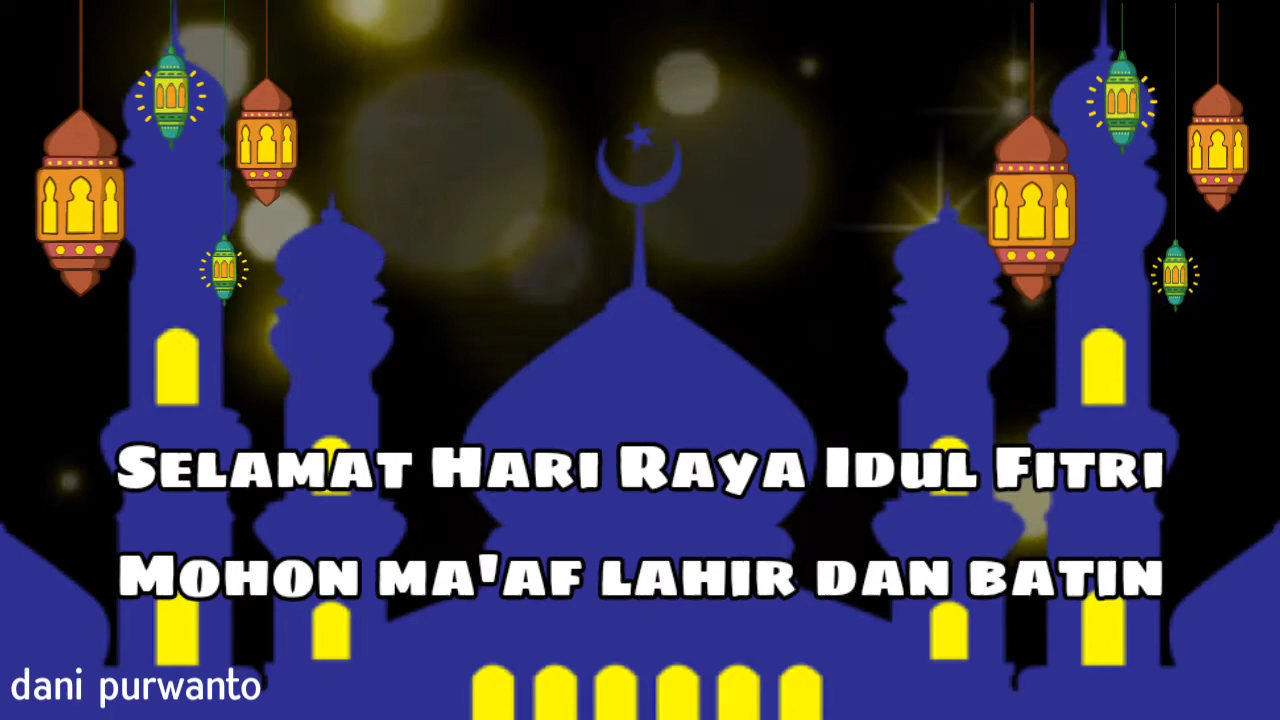 Selamat Hari Raya Idul Fitri
Mohon ma'af lahir dan batin
dani purwanto